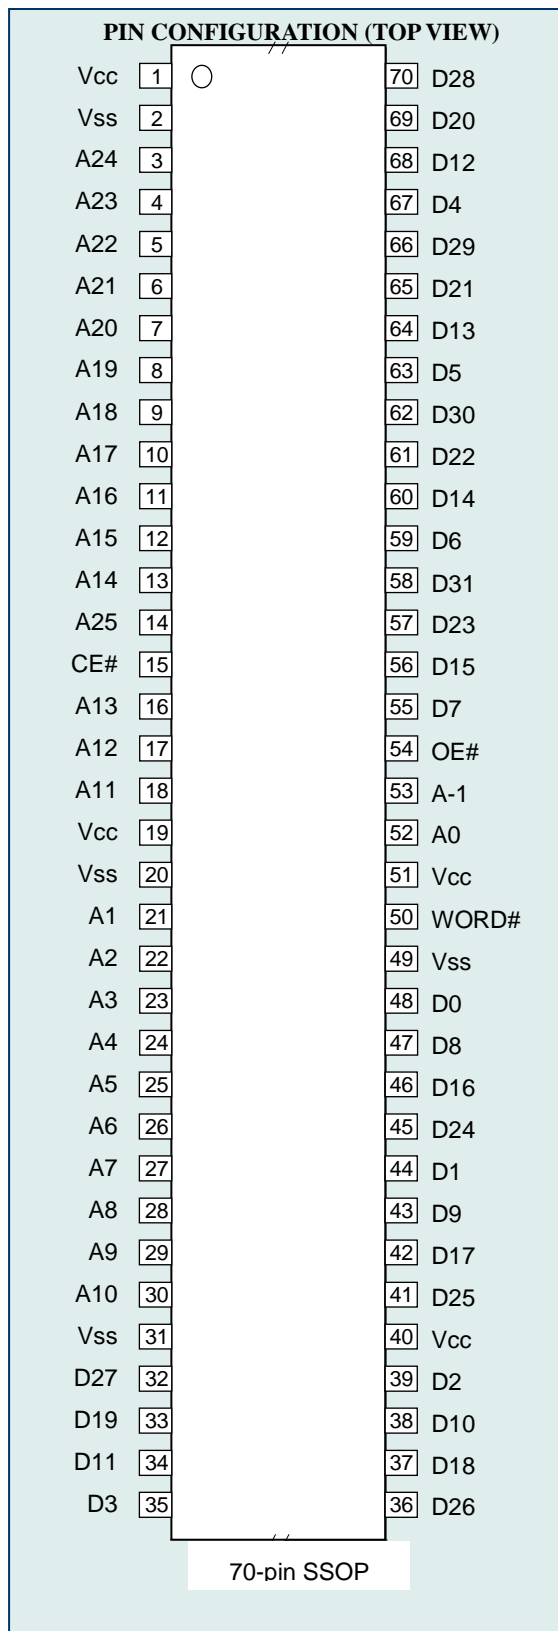 PIN CONFIGURATION (TOP VIEW)
Vcc 1 70 D28
Vss 2 69 D20
A24 3 68 D12
A23 4 67 D4
A22 5 66 D29
A21 6 65 D21
A20 7 64 D13
A19 8 63 D5
A18 9 62 D30
A17 10 61 D22
A16 11 60 D14
A15 12 59 D6
A14 13 58 D31
A25 14 57 D23
CE# 15 56 D15
A13 16 55 D7
A12 17 54 OE#
A11 18 53 A-1
Vcc 19 52 A0
Vss 20 51 Vcc
A1 21 50 WORD#
A2 22 49 Vss
A3 23 48 D0
A4 24 47 D8
A5 25 46 D16
A6 26 45 D24
A7 27 44 D1
A8 28 43 D9
A9 29 42 D17
A10 30 41 D25
Vss 31 40 Vcc
D27 32 39 D2
D19 33 38 D10
D11 34 37 D18
D3 35 36 D26
70-pin SSOP